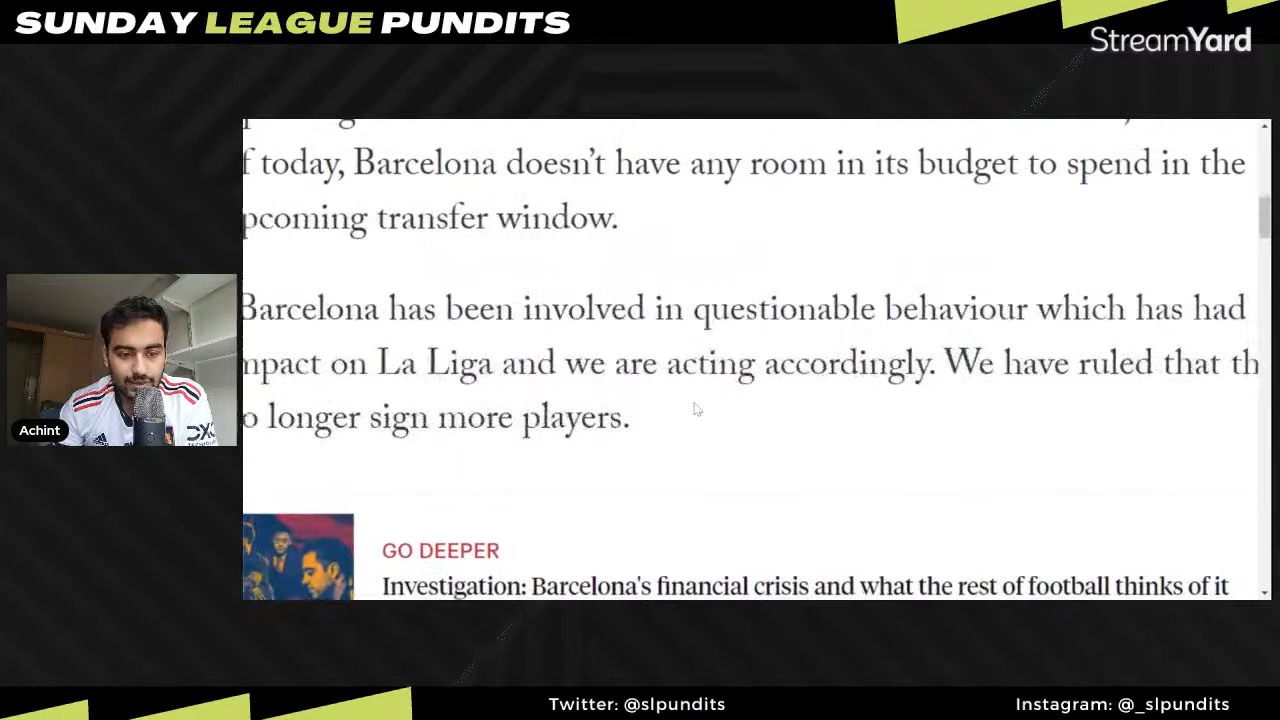 SUNDAY LEAGUE PUNDITS
StreamYard
f today, Barcelona doesn’t have any room in its budget to spend in the
pcoming transfer window.
Barcelona has been involved in questionable behaviour which has had
mpact on La Liga and we are acting accordingly. We have ruled that th
o longer sign more players.
Achint
DXC
TECHNOLOGY
GO DEEPER
Investigation: Barcelona's financial crisis and what the rest of football thinks of it
Twitter: @slpundits
Instagram: @_slpundits